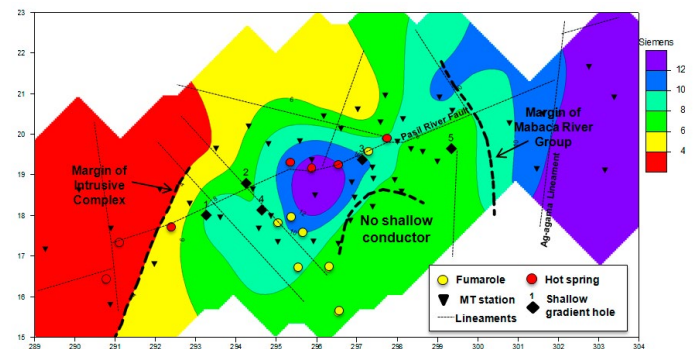 23
22
21
20
19
18
17
16
15
289 290 291 292 293 294 295 296 297 298 299 300 301 302 303 304
Siemens
12
10
8
6
4
Pasil River Fault
Margin of
Mabaca River
Group
Ag-agama Lineament
Margin of
Intrusive
Complex
No shallow
conductor
1
2
3
4
5
6
Fumarole
Hot spring
MT station
1 Shallow
gradient hole
Lineaments